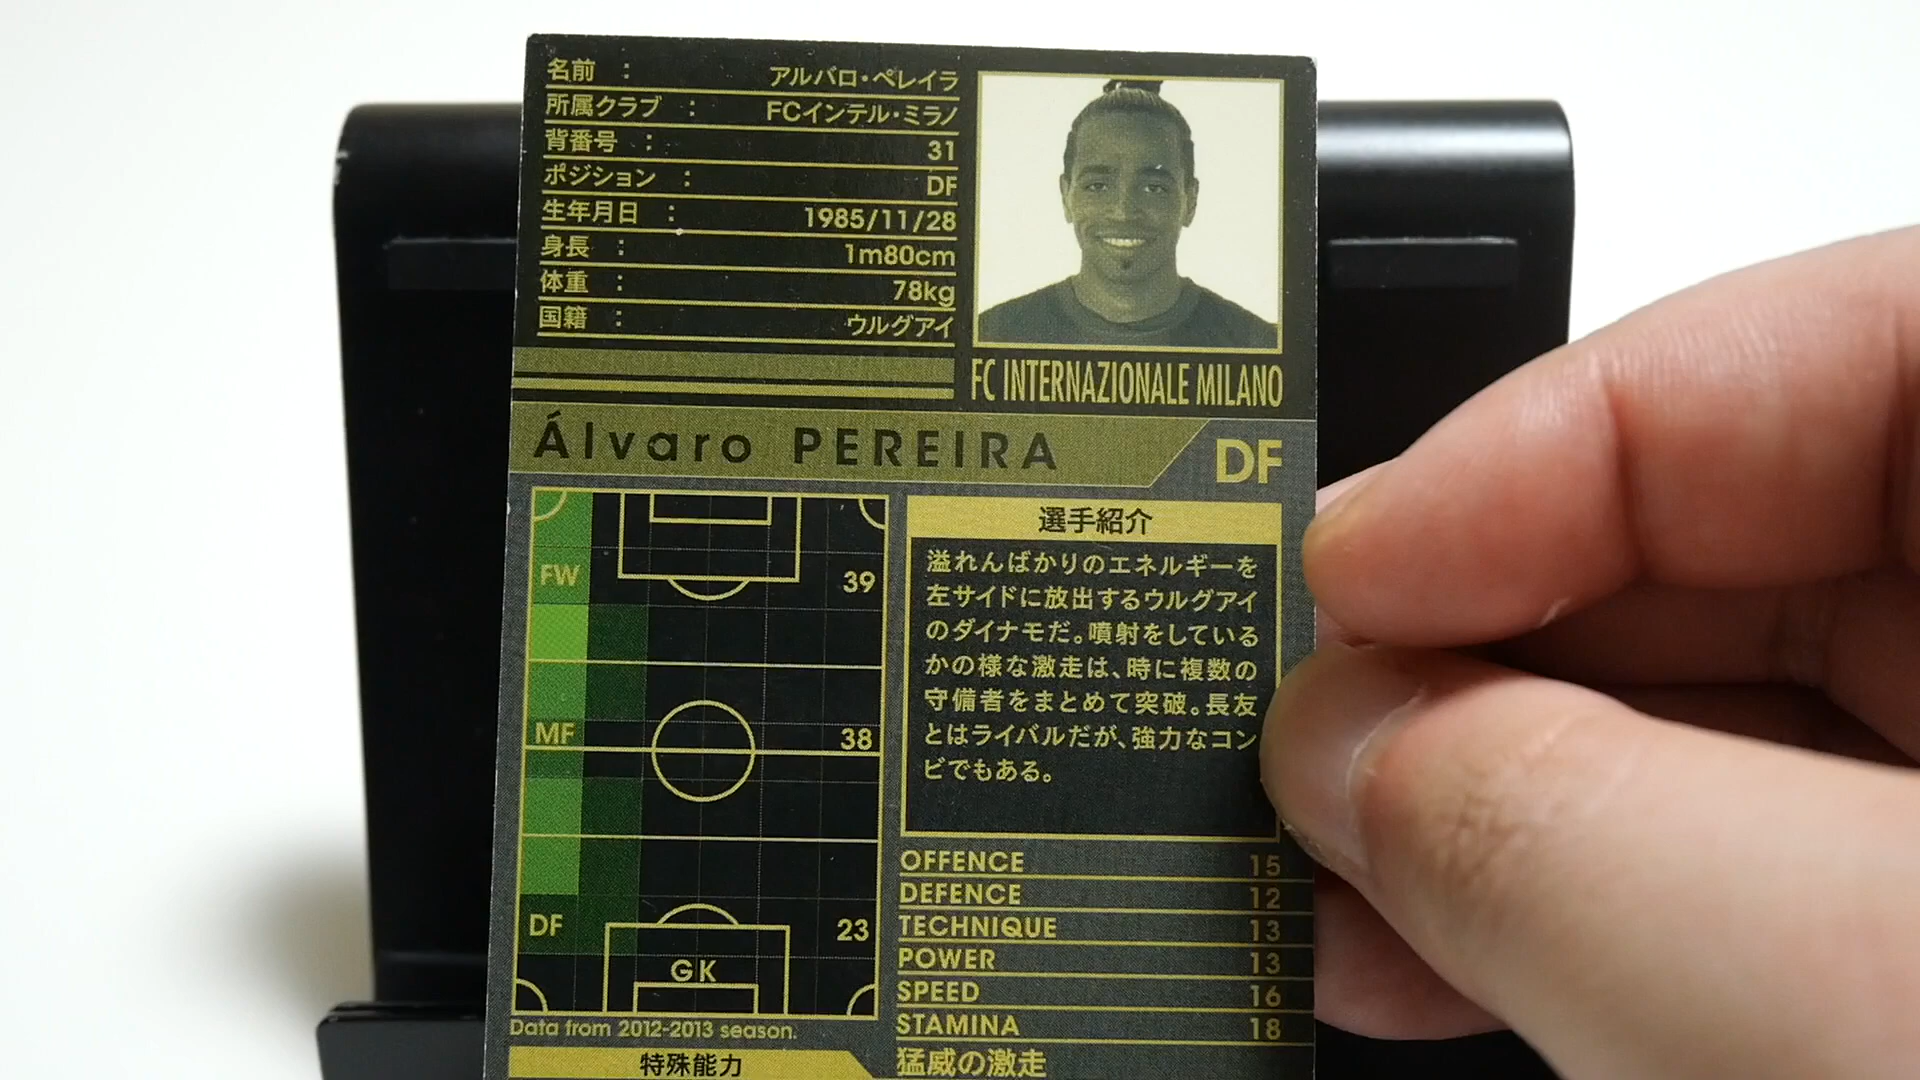 名前 : アルバロ・ペレイラ
所属クラブ : FCインテル・ミラノ
背番号 : 31
ポジション : DF
生年月日 : 1985/11/28
身長 : 1m80cm
体重 : 78kg
国籍 : ウルグアイ
FC INTERNAZIONALE MILANO
Álvaro PEREIRA DF
FW 39
MF 38
DF 23
GK
Data from 2012-2013 season.
選手紹介
溢れんばかりのエネルギーを
左サイドに放出するウルグアイ
のダイナモだ。噴射をしている
かの様な激走は、時に複数の
守備者をまとめて突破。長友
とはライバルだが、強力なコン
ビでもある。
OFFENCE 15
DEFENCE 12
TECHNIQUE 13
POWER 13
SPEED 16
STAMINA 18
特殊能力 猛威の激走